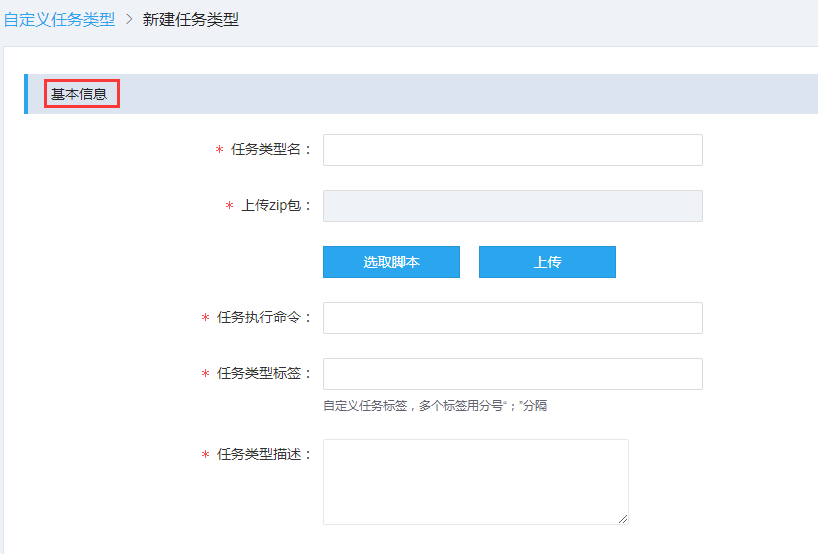 自定义任务类型 > 新建任务类型
基本信息
* 任务类型名：
* 上传zip包：
选取脚本 上传
* 任务执行命令：
* 任务类型标签：
自定义任务标签，多个标签用分号“；”分隔
* 任务类型描述：